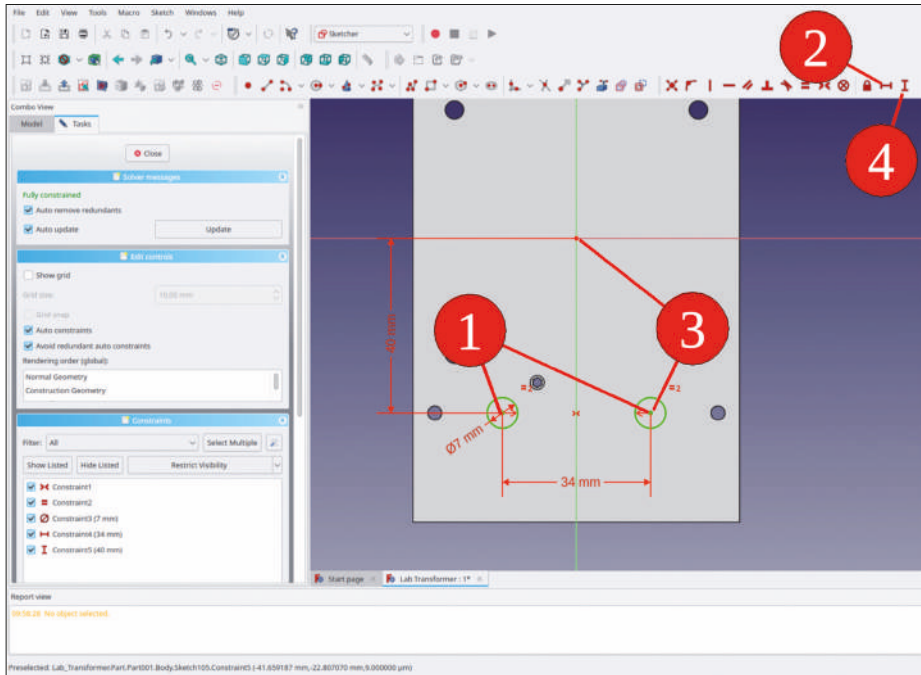 File Edit View Tools Macro Sketch Windows Help
Sketcher
2
Combo View
Model Tasks
4
Close
Solver messages
Fully constrained
Auto remove redundants
Auto update Update
Edit controls
Show grid
Grid size: 10,00 mm
Grid snap
Auto constraints
Avoid redundant auto constraints
Rendering order (global):
Normal Geometry
Construction Geometry
40 mm
1
3
= 2
= 2
Ø7 mm
34 mm
Constraints
Filter: All Select Multiple
Show Listed Hide Listed Restrict Visibility
Constraint1
Constraint2
Constraint3 (7 mm)
Constraint4 (34 mm)
Constraint5 (40 mm)
Start page Lab Transformer : 1*
Report view
No object selected.
Preselected: Lab_Transformer.Part.Part001.Body.Sketch105.Constraint5 (-41.659187 mm,-22.807070 mm,9.000000 µm)